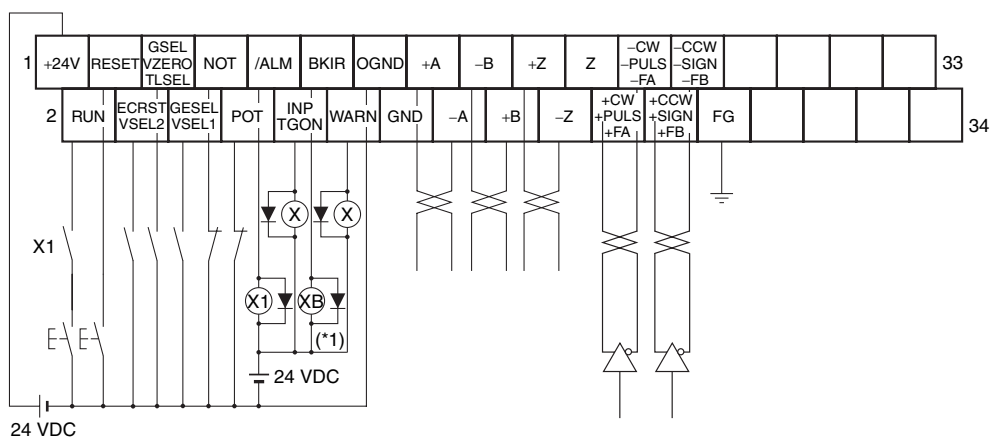 1 +24V RESET GSEL VZERO TLSEL NOT /ALM BKIR OGND +A −B +Z Z −CW −PULS −FA −CCW −SIGN −FB 33
2 RUN ECRST VSEL2 GESEL VSEL1 POT INP TGON WARN GND −A +B −Z +CW +PULS +FA +CCW +SIGN +FB FG 34
X X
X1
X1 XB
(*1)
24 VDC
24 VDC